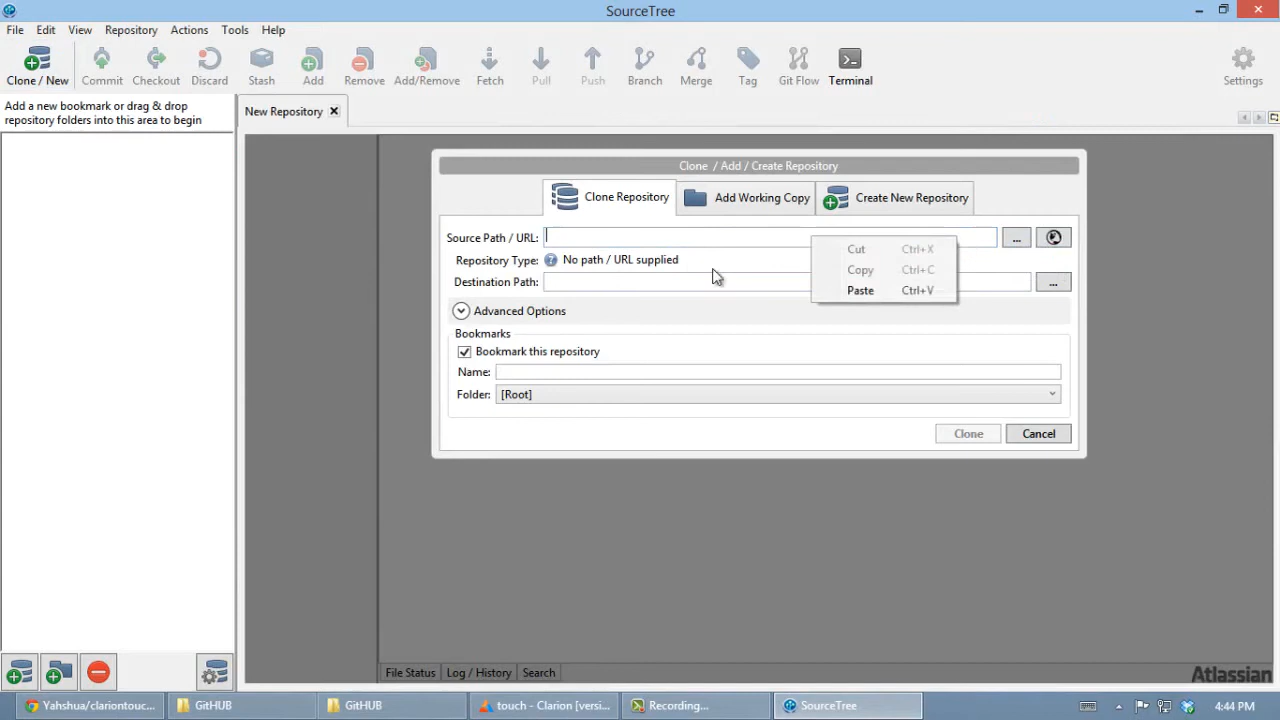 SourceTree
File Edit View Repository Actions Tools Help
Clone / New Commit Checkout Discard Stash Add Remove Add/Remove Fetch Pull Push Branch Merge Tag Git Flow Terminal Settings
Add a new bookmark or drag & drop
repository folders into this area to begin
New Repository
Clone / Add / Create Repository
Clone Repository Add Working Copy Create New Repository
Source Path / URL: ...
Cut Ctrl+X
Repository Type: No path / URL supplied
Copy Ctrl+C
Destination Path: ...
Paste Ctrl+V
Advanced Options
Bookmarks
Bookmark this repository
Name:
Folder: [Root]
Clone Cancel
File Status Log / History Search
Atlassian
Yahshua/clariontouc... GitHUB GitHUB touch - Clarion [versi... Recording... SourceTree 4:44 PM